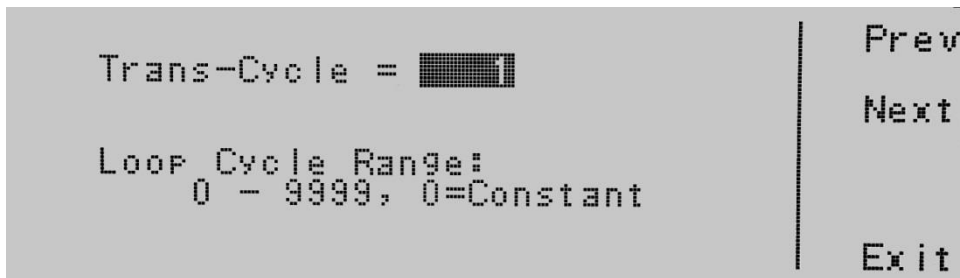 Trans-Cycle = 1
Loop Cycle Range:
0 - 9999, 0=Constant
Prev
Next
Exit